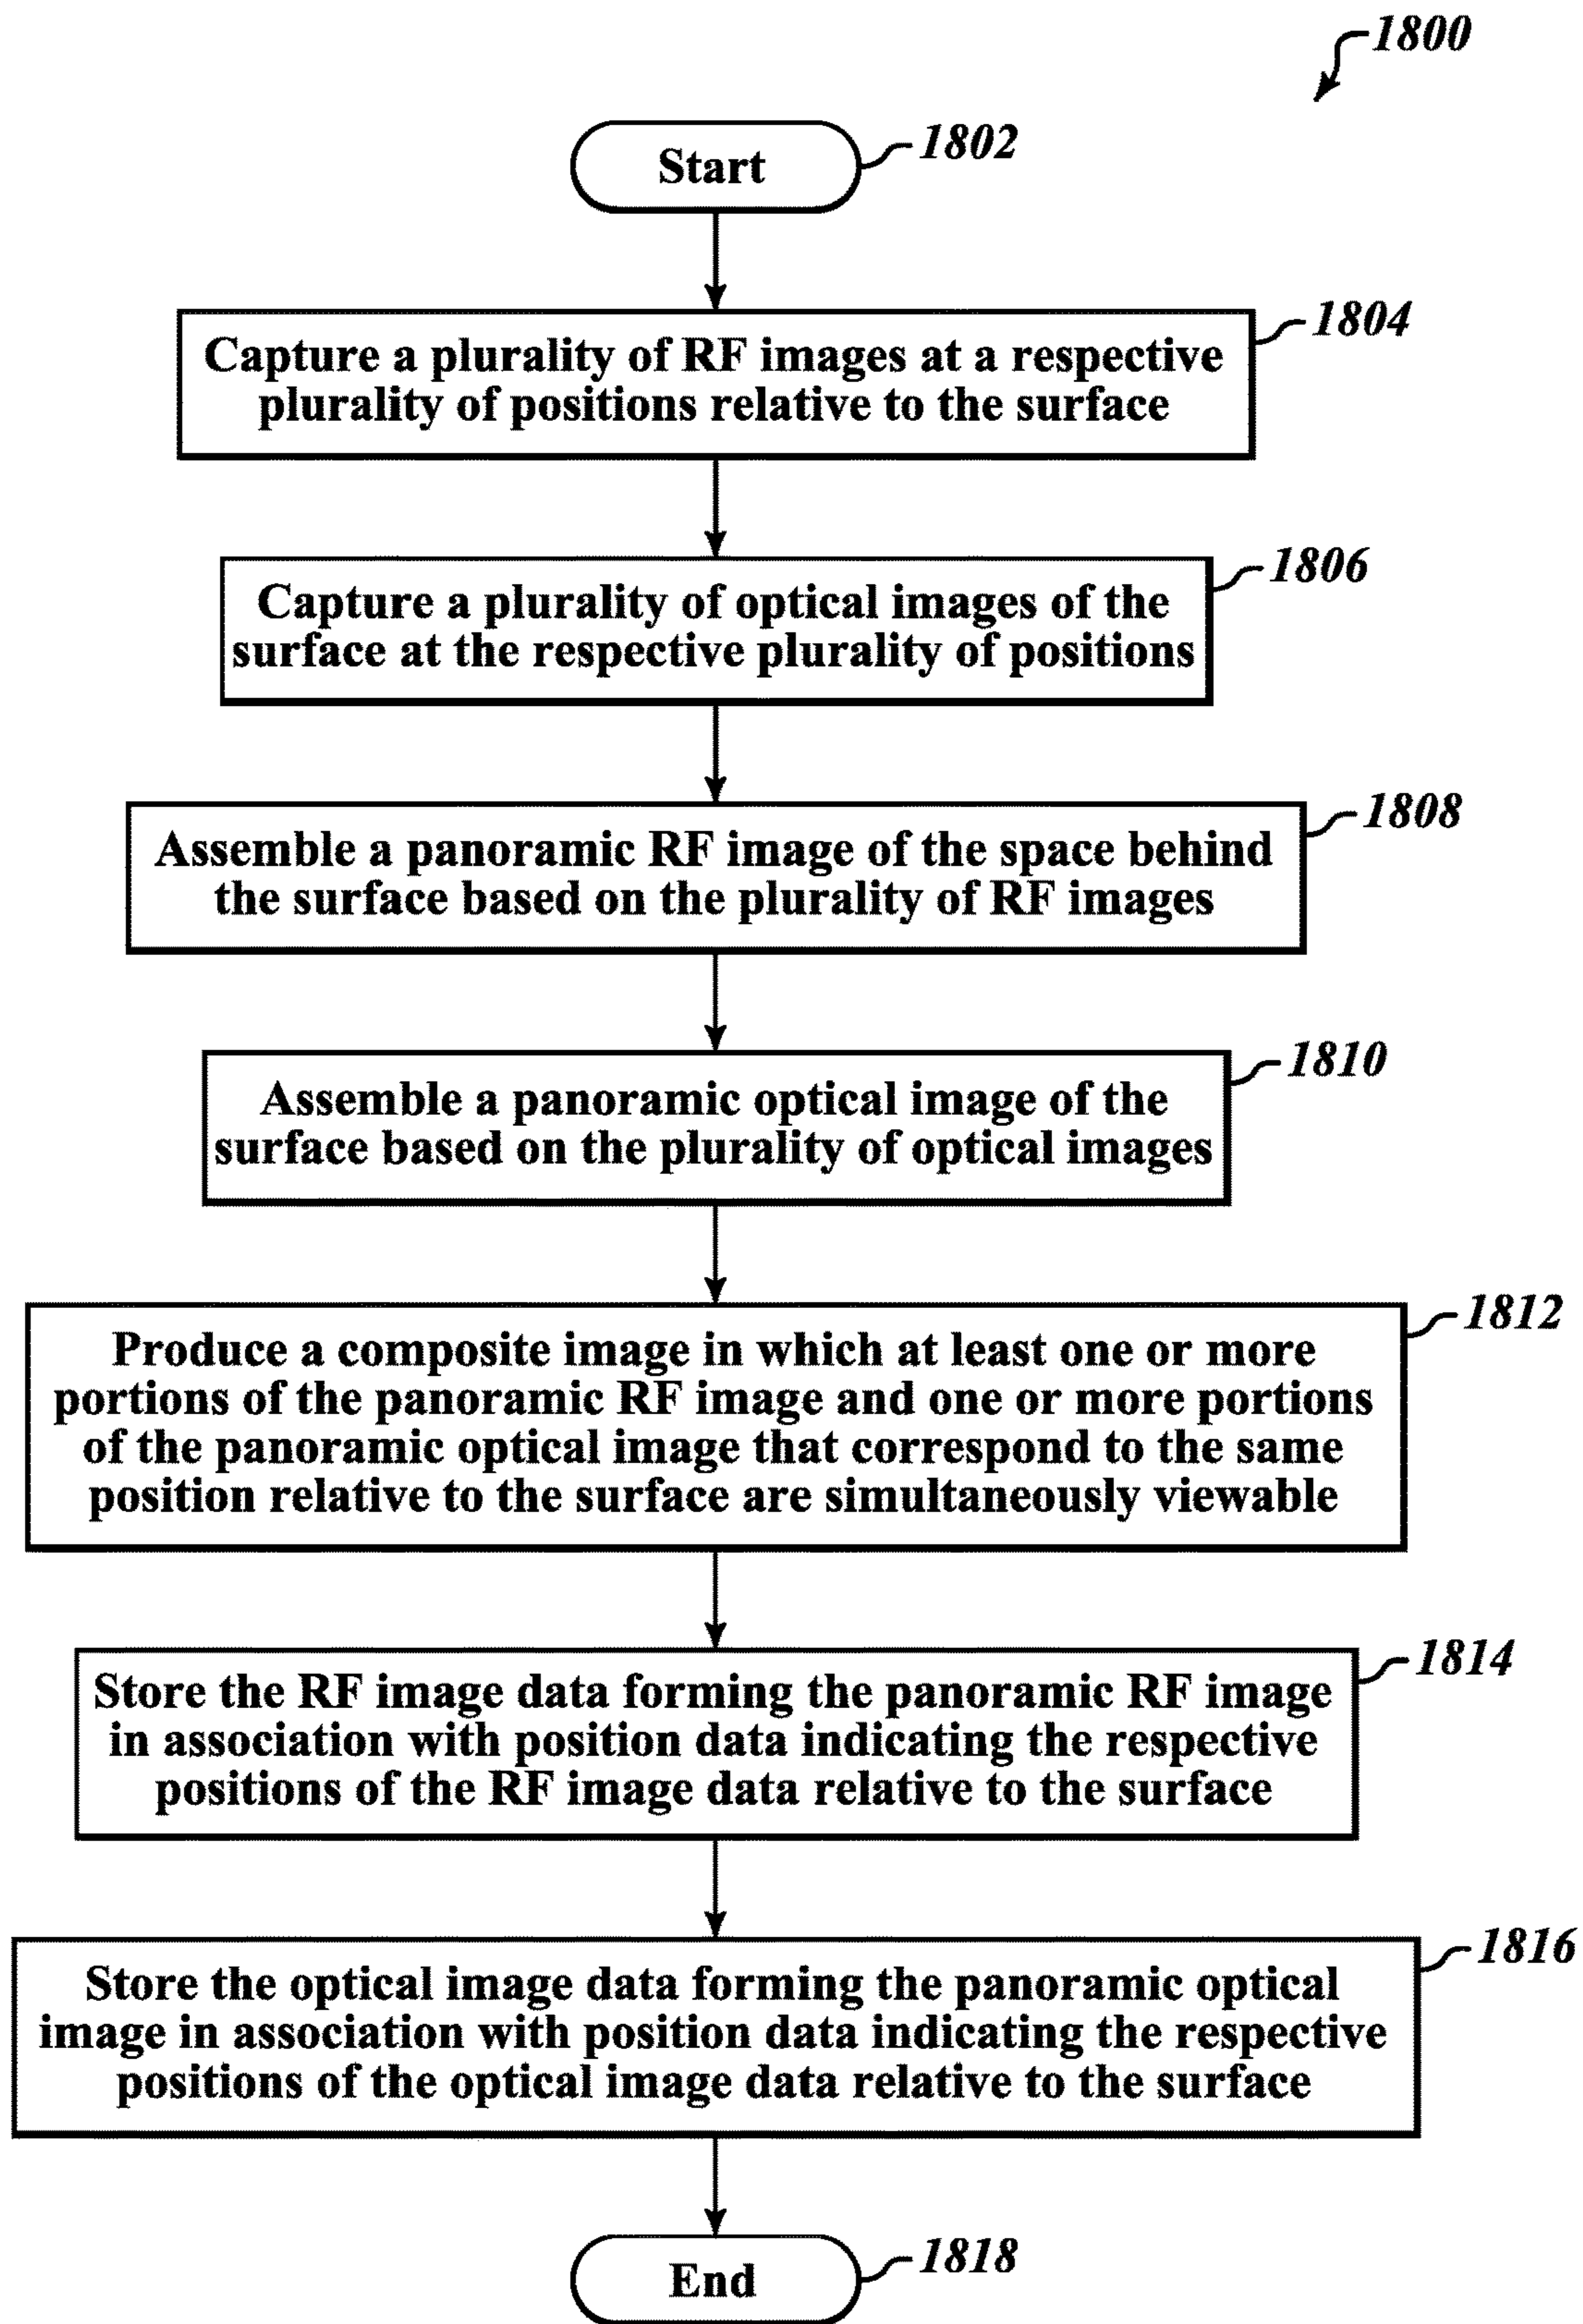 1800
Start
1802
Capture a plurality of RF images at a respective
plurality of positions relative to the surface
1804
Capture a plurality of optical images of the
surface at the respective plurality of positions
1806
Assemble a panoramic RF image of the space behind
the surface based on the plurality of RF images
1808
Assemble a panoramic optical image of the
surface based on the plurality of optical images
1810
Produce a composite image in which at least one or more
portions of the panoramic RF image and one or more portions
of the panoramic optical image that correspond to the same
position relative to the surface are simultaneously viewable
1812
Store the RF image data forming the panoramic RF image
in association with position data indicating the respective
positions of the RF image data relative to the surface
1814
Store the optical image data forming the panoramic optical
image in association with position data indicating the respective
positions of the optical image data relative to the surface
1816
End
1818